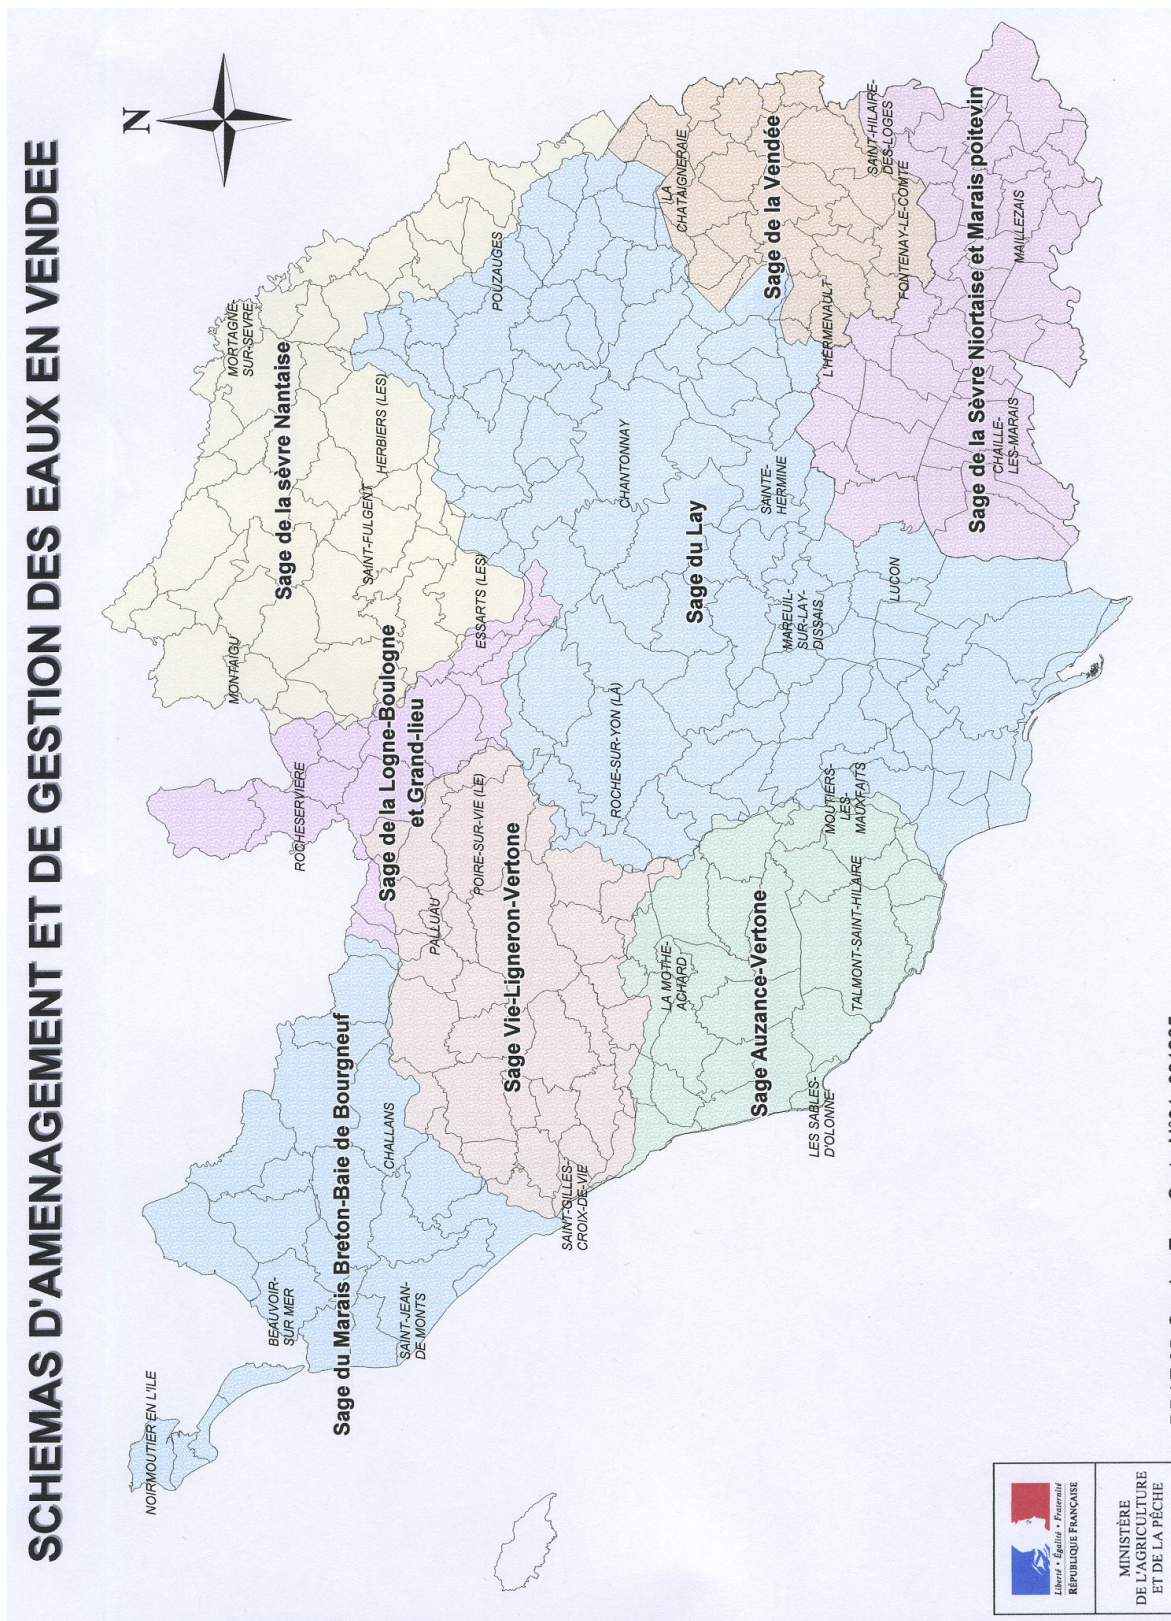 SCHEMAS D'AMENAGEMENT ET DE GESTION DES EAUX EN VENDEE
N
NOIRMOUTIER EN L'ILE
BEAUVOIR-
SUR MER
Sage du Marais Breton-Baie de Bourgneuf
CHALLANS
SAINT-JEAN-
DE MONTS
ROCHESERVIERE
Sage de la Logne-Boulogne
et Grand-lieu
MONTAIGU
MORTAGNE-
SUR-SEVRE
Sage de la sèvre Nantaise
SAINT-FULGENT
HERBIERS (LES)
ESSARTS (LES)
POUZAUGES
PALLUAU
POIRE-SUR-VIE (LE)
Sage Vie-Ligneron-Vertone
SAINT-GILLES-
CROIX-DE-VIE
ROCHE-SUR-YON (LA)
CHANTONNAY
Sage du Lay
LA
CHATAIGNERAIE
Sage de la Vendée
LA MOTHE-
ACHARD
Sage Auzance-Vertone
LES SABLES-
D'OLONNE
TALMONT-SAINT-HILAIRE
MOUTIERS-
LES-
MAUXFAITS
MAREUIL-
SUR-LAY-
DISSAIS
SAINTE-
HERMINE
L'HERMENAULT
SAINT-HILAIRE-
DES-LOGES
FONTENAY-LE-COMTE
LUCON
Sage de la Sèvre Niortaise et Marais poitevin
CHAILLE-
LES-MARAIS
MAILLEZAIS
Liberté • Égalité • Fraternité
RÉPUBLIQUE FRANÇAISE
MINISTÈRE
DE L'AGRICULTURE
ET DE LA PÊCHE